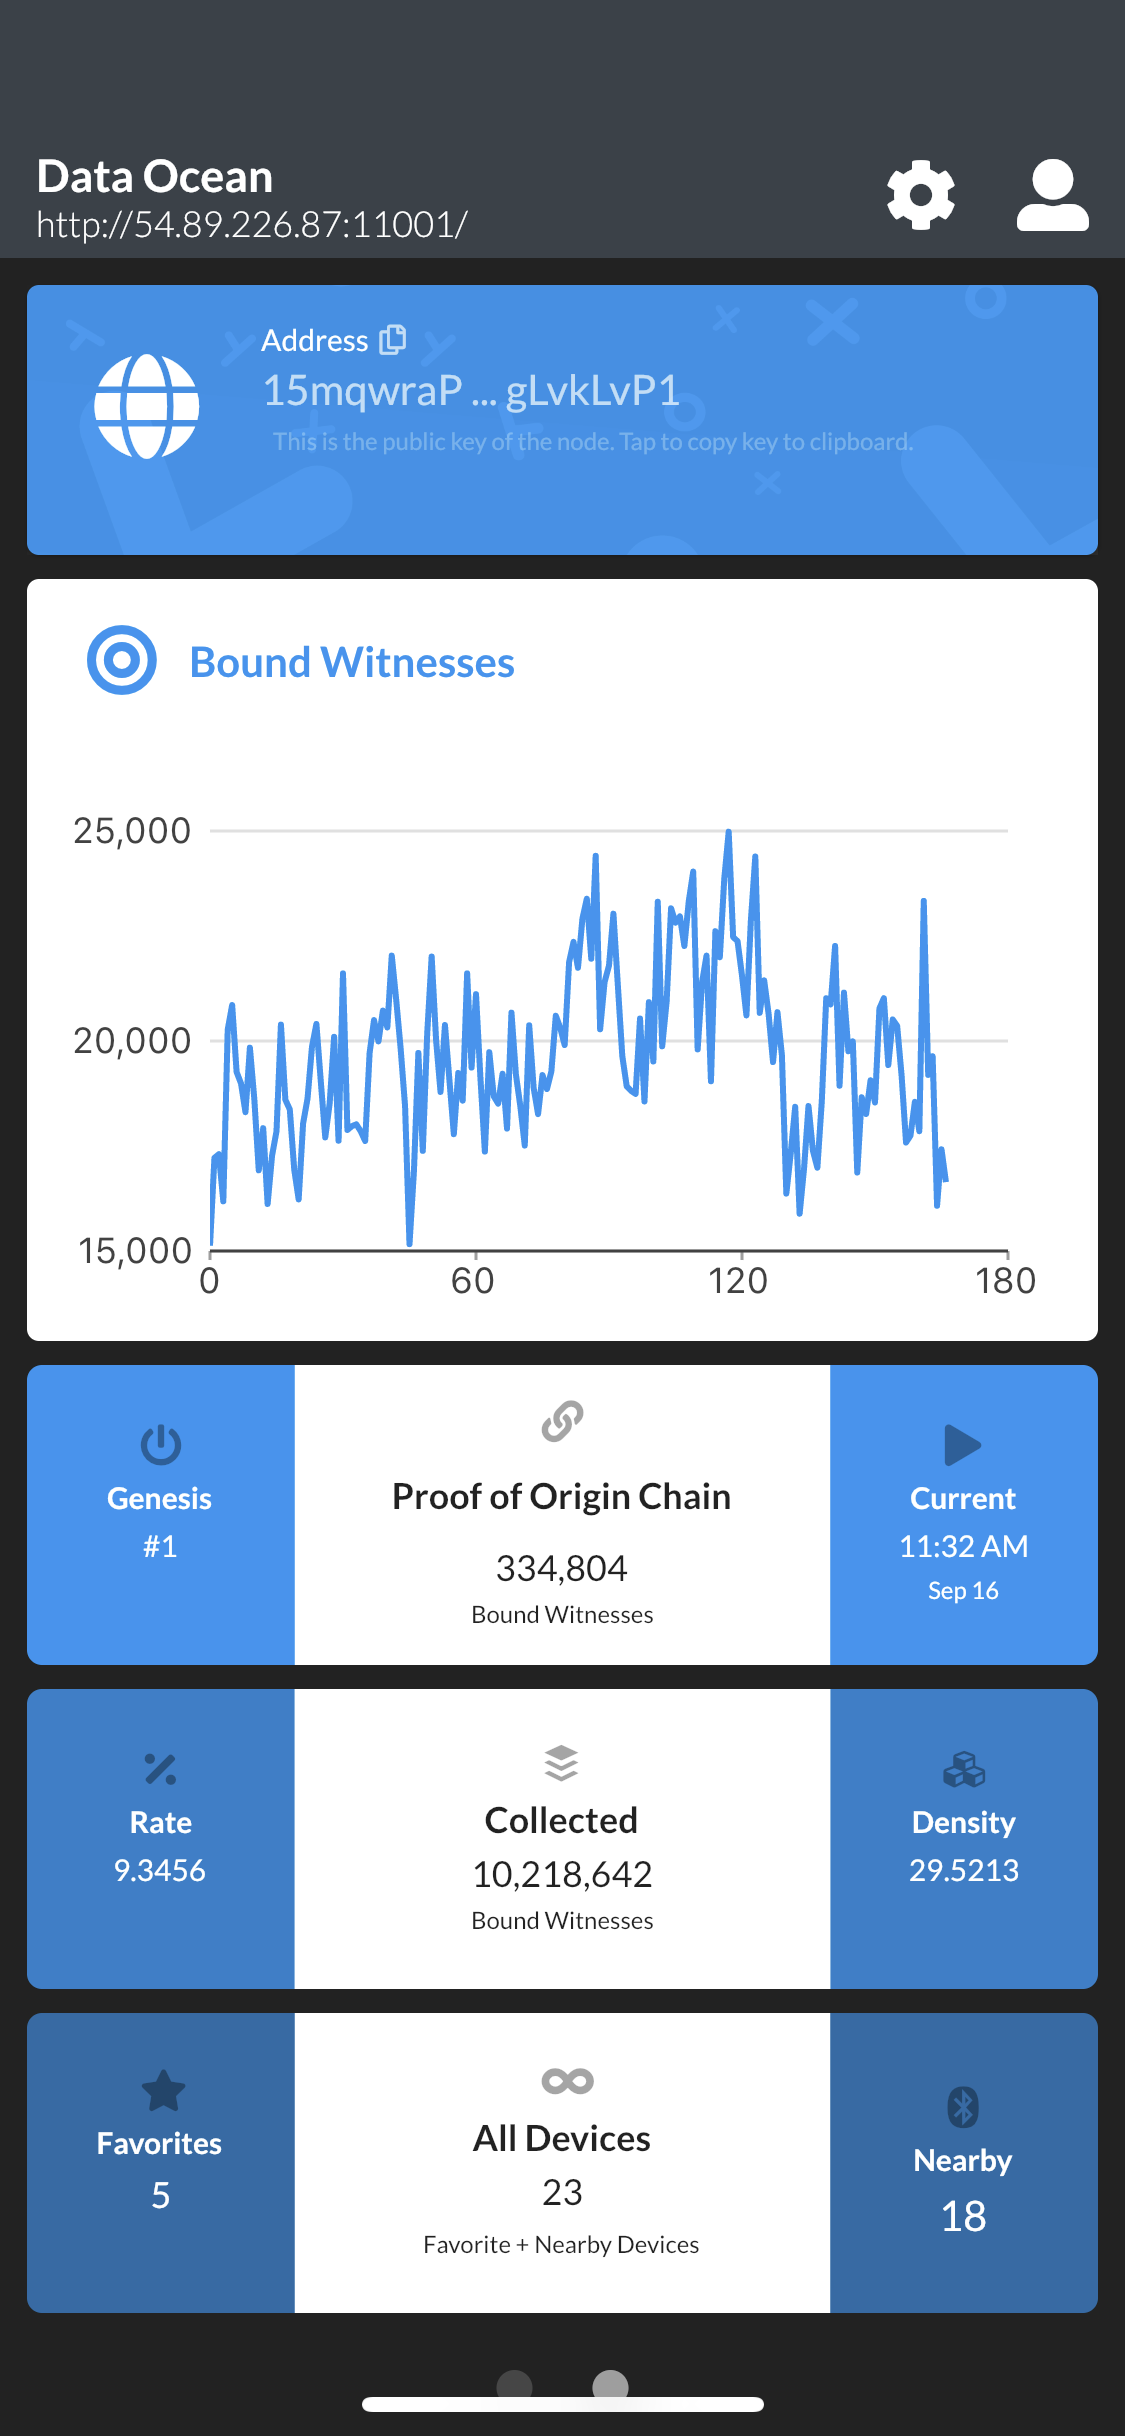 Data Ocean
http://54.89.226.87:11001/
Address
15mqwraP ... gLvkLvP1
This is the public key of the node. Tap to copy key to clipboard.
Bound Witnesses
25,000
20,000
15,000
0 60 120 180
Genesis
#1
Proof of Origin Chain
334,804
Bound Witnesses
Current
11:32 AM
Sep 16
Rate
9.3456
Collected
10,218,642
Bound Witnesses
Density
29.5213
Favorites
5
All Devices
23
Favorite + Nearby Devices
Nearby
18